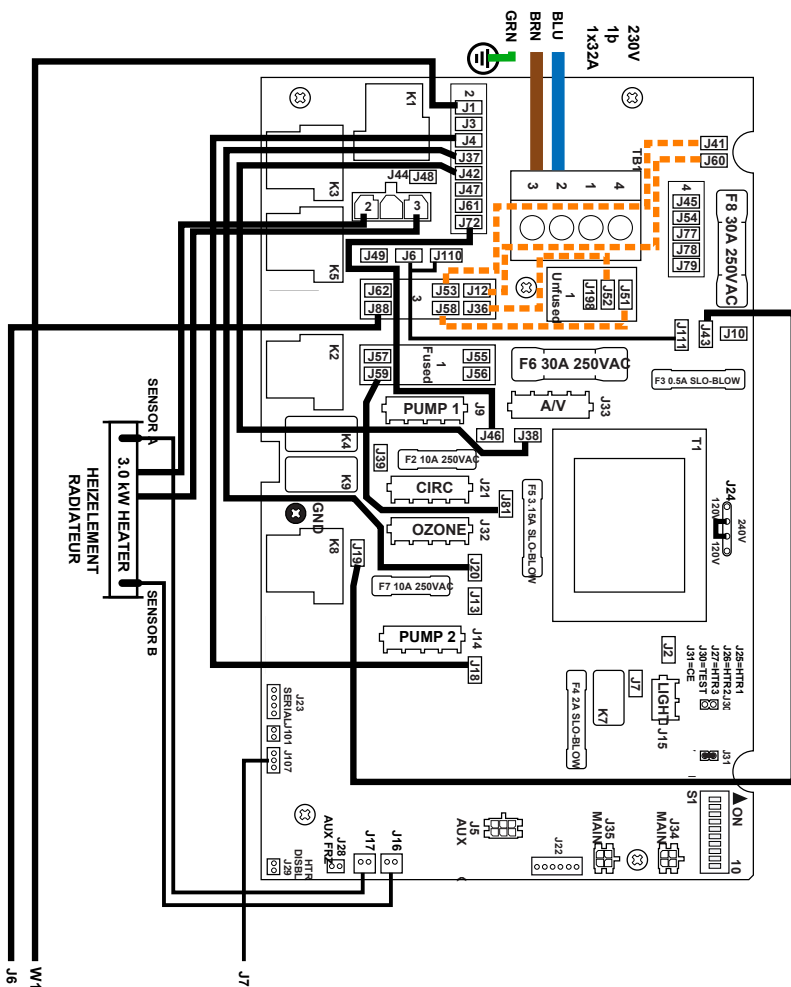 GRN
BRN
BLU
230V
1þ
1x32A
2
J1
J3
J4
J37
J42
J47
J61
J72
K1
J44
J48
K3
2
3
K5
J49
J6
J110
J62
J88
3
J53
J12
J58
J36
K2
J57
J59
1
Fused
J55
J56
TB1
3
2
1
4
J41
J60
4
J45
J54
J77
J78
J79
F8 30A 250VAC
1
Unfused
J198
J52
J51
J111
J43
J10
F6 30A 250VAC
F3 0.5A SLO-BLOW
PUMP 1
J9
A/V
J33
K4
J46
J38
J39
F2 10A 250VAC
K9
CIRC
J21
J81
F5 3.15A SLO-BLOW
GND
OZONE
J32
K8
J19
J20
F7 10A 250VAC
J13
PUMP 2
J14
J18
T1
J24
120V
240V
120V
J2
J7
LIGHT
J15
K7
F4 2A SLO-BLOW
J25=HTR1
J26=HTR2
J27=HTR3
J30=TEST
J31=CE
J31
S1
ON
10
J23
SERIAL
J101
J107
J28
AUX FRZ
HTR
DISBL
J29
J17
J16
J5
AUX
J22
J35
MAIN
J34
MAIN
SENSOR A
3.0 kW HEATER
SENSOR B
HEIZELEMENT
RADIATEUR
J6
W1
J7